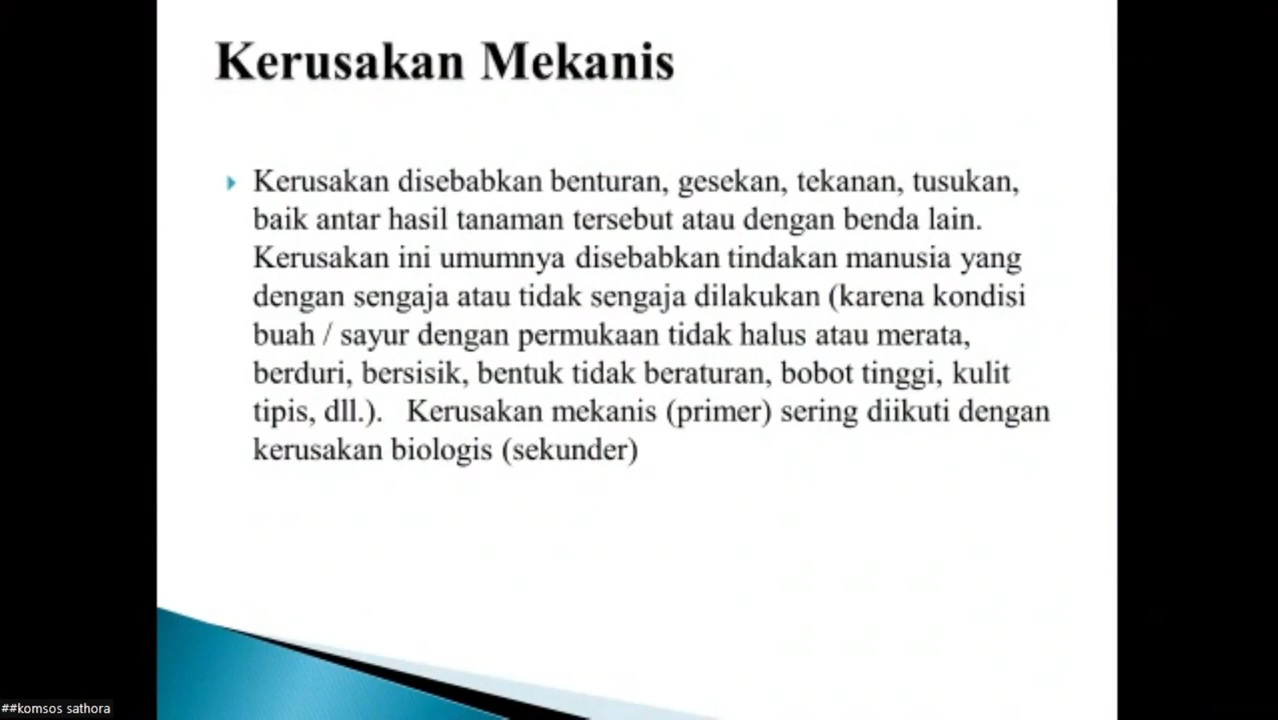 Kerusakan Mekanis
Kerusakan disebabkan benturan, gesekan, tekanan, tusukan,
baik antar hasil tanaman tersebut atau dengan benda lain.
Kerusakan ini umumnya disebabkan tindakan manusia yang
dengan sengaja atau tidak sengaja dilakukan (karena kondisi
buah / sayur dengan permukaan tidak halus atau merata,
berduri, bersisik, bentuk tidak beraturan, bobot tinggi, kulit
tipis, dll.).   Kerusakan mekanis (primer) sering diikuti dengan
kerusakan biologis (sekunder)
##komsos sathora